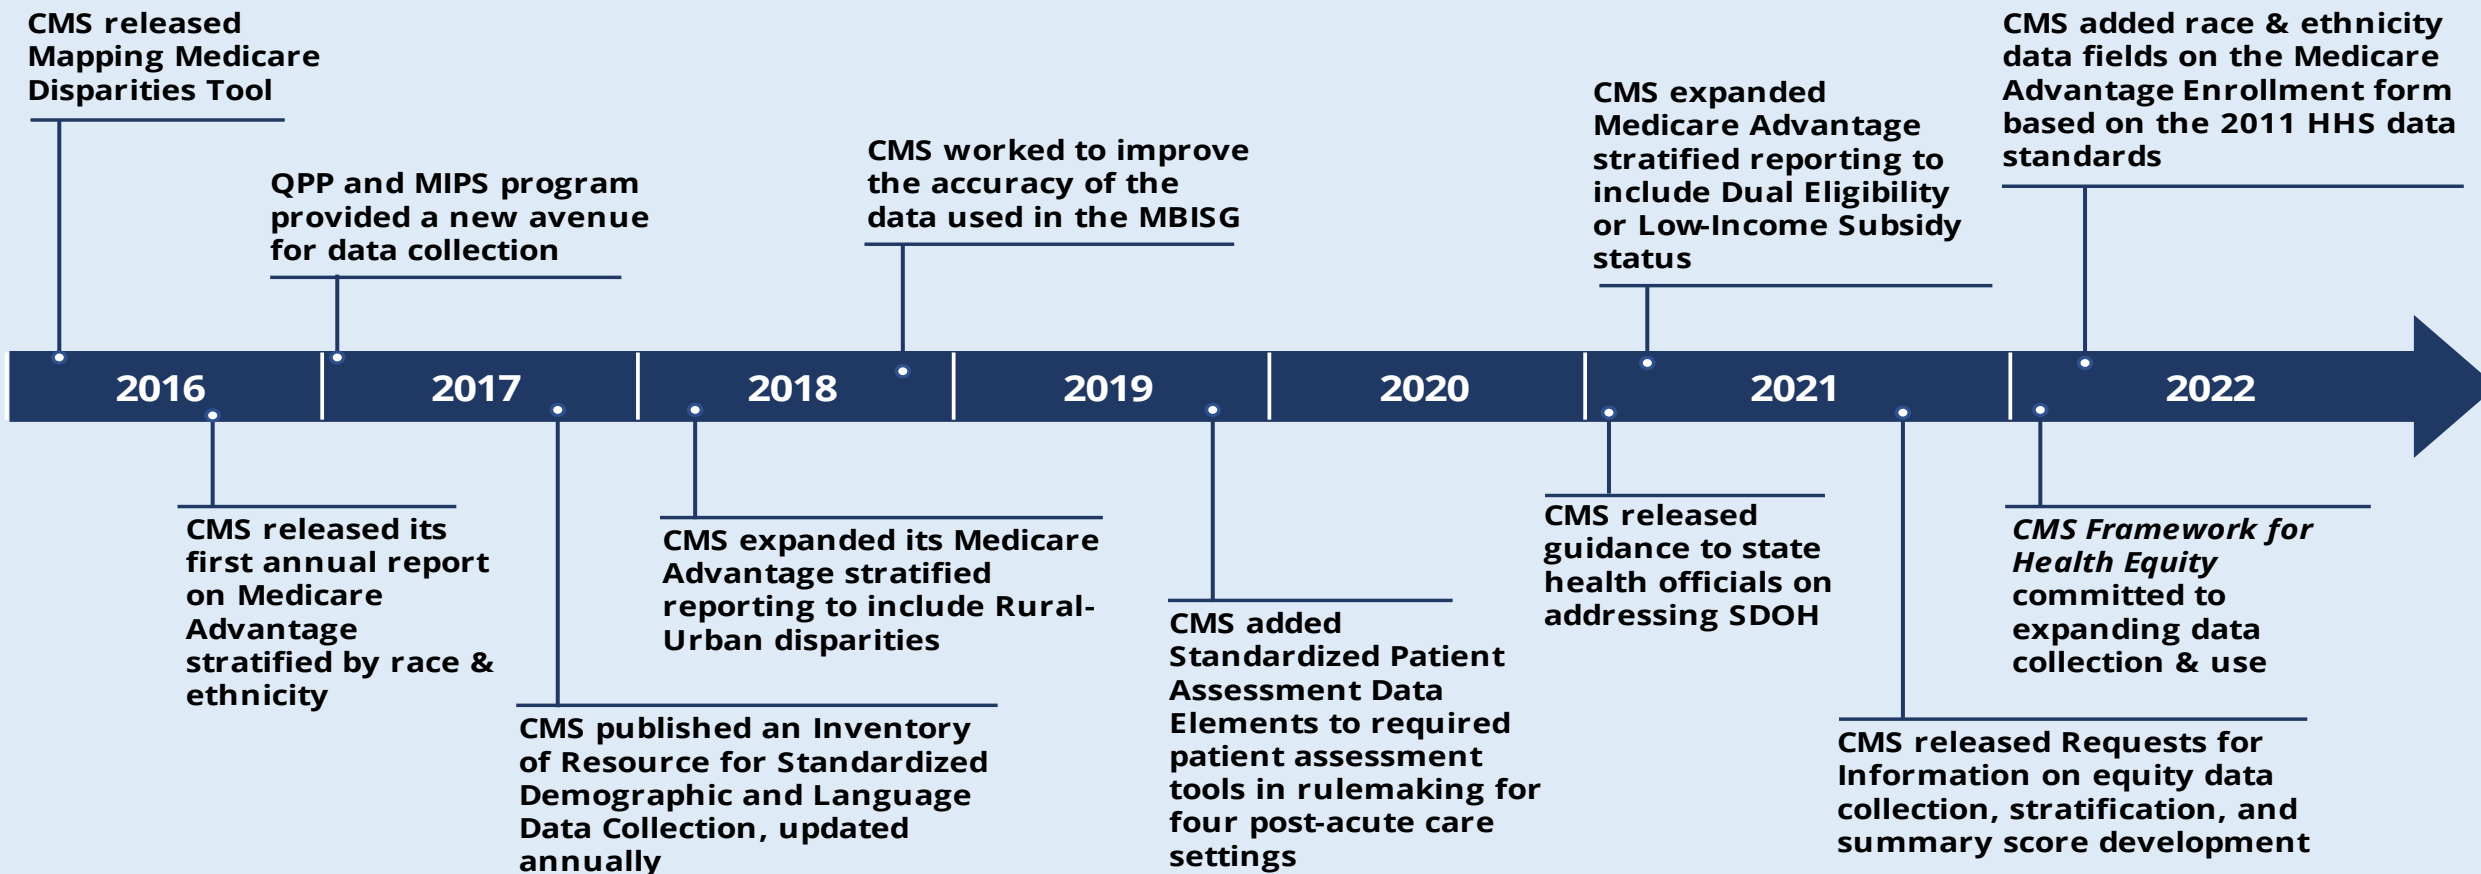 CMS released
Mapping Medicare
Disparities Tool
QPP and MIPS program
provided a new avenue
for data collection
CMS worked to improve
the accuracy of the
data used in the MBISG
CMS expanded
Medicare Advantage
stratified reporting to
include Dual Eligibility
or Low-Income Subsidy
status
CMS added race & ethnicity
data fields on the Medicare
Advantage Enrollment form
based on the 2011 HHS data
standards
2016
2017
2018
2019
2020
2021
2022
CMS released its
first annual report
on Medicare
Advantage
stratified by race &
ethnicity
CMS published an Inventory
of Resource for Standardized
Demographic and Language
Data Collection, updated
annually
CMS expanded its Medicare
Advantage stratified
reporting to include Rural-
Urban disparities
CMS added
Standardized Patient
Assessment Data
Elements to required
patient assessment
tools in rulemaking for
four post-acute care
settings
CMS released
guidance to state
health officials on
addressing SDOH
CMS released Requests for
Information on equity data
collection, stratification, and
summary score development
CMS Framework for
Health Equity
committed to
expanding data
collection & use